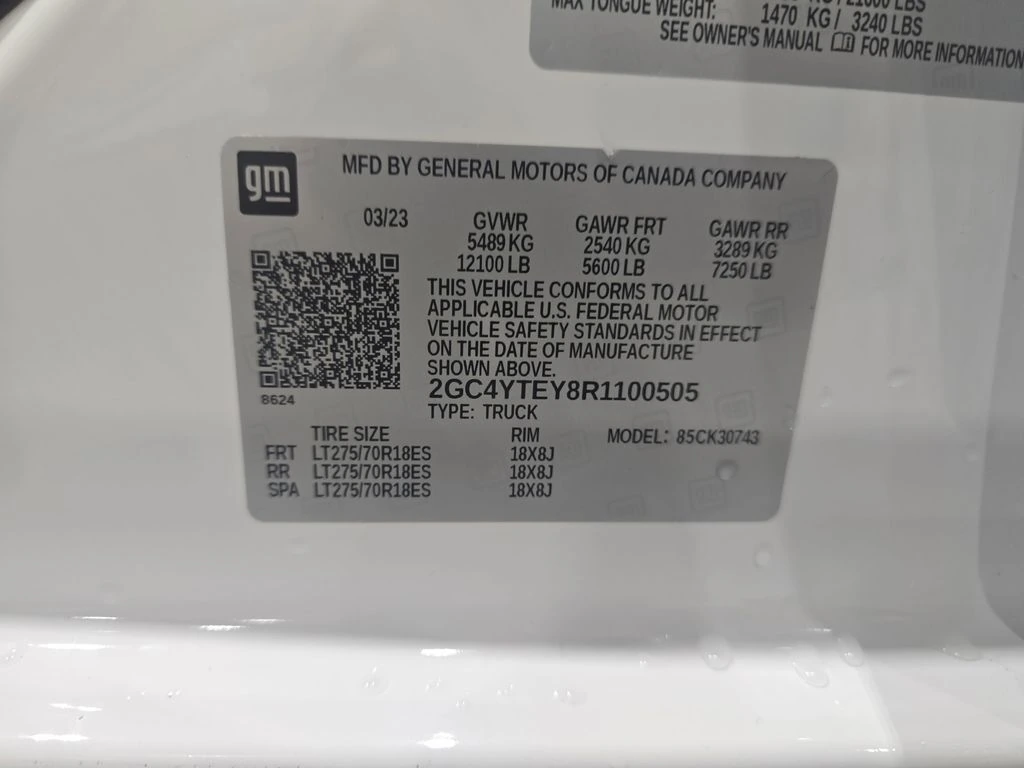 LBS
MAX TONGUE WEIGHT: 1470 KG / 3240 LBS
SEE OWNER'S MANUAL FOR MORE INFORMATION
gm
MFD BY GENERAL MOTORS OF CANADA COMPANY
03/23 GVWR GAWR FRT GAWR RR
5489 KG 2540 KG 3289 KG
12100 LB 5600 LB 7250 LB
THIS VEHICLE CONFORMS TO ALL
APPLICABLE U.S. FEDERAL MOTOR
VEHICLE SAFETY STANDARDS IN EFFECT
ON THE DATE OF MANUFACTURE
SHOWN ABOVE.
2GC4YTEY8R1100505
8624
TYPE: TRUCK
TIRE SIZE RIM MODEL: 85CK30743
FRT LT275/70R18ES 18X8J
RR LT275/70R18ES 18X8J
SPA LT275/70R18ES 18X8J